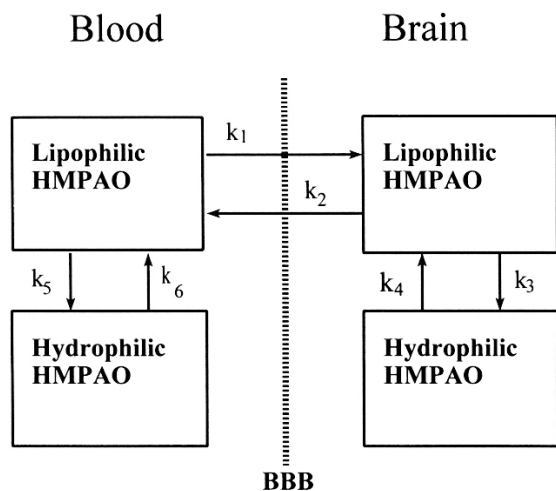 Blood
Brain
Lipophilic
HMPAO
k1
k2
Lipophilic
HMPAO
k5
k6
k4
k3
Hydrophilic
HMPAO
Hydrophilic
HMPAO
BBB